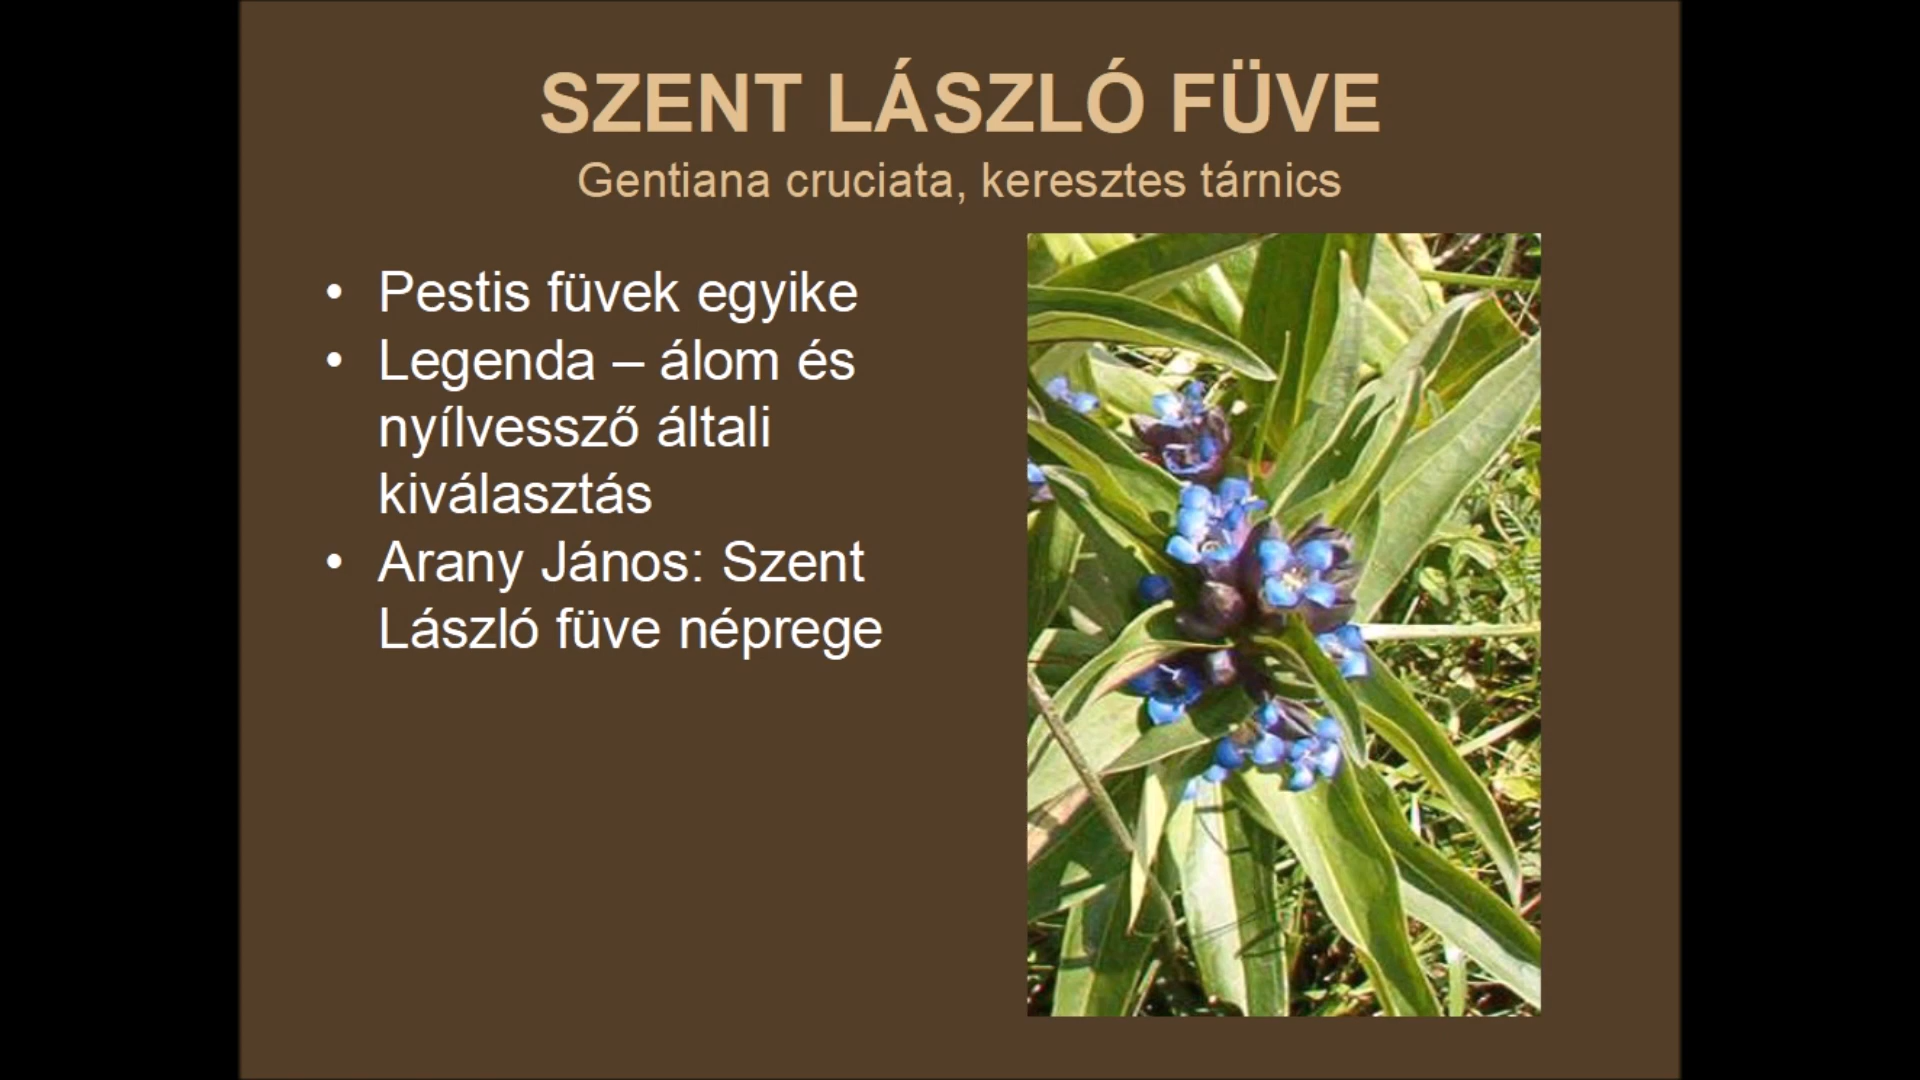 SZENT LÁSZLÓ FÜVE
Gentiana cruciata, keresztes tárnics
• Pestis füvek egyike
• Legenda – álom és
nyílvessző általi
kiválasztás
• Arany János: Szent
László füve néprege